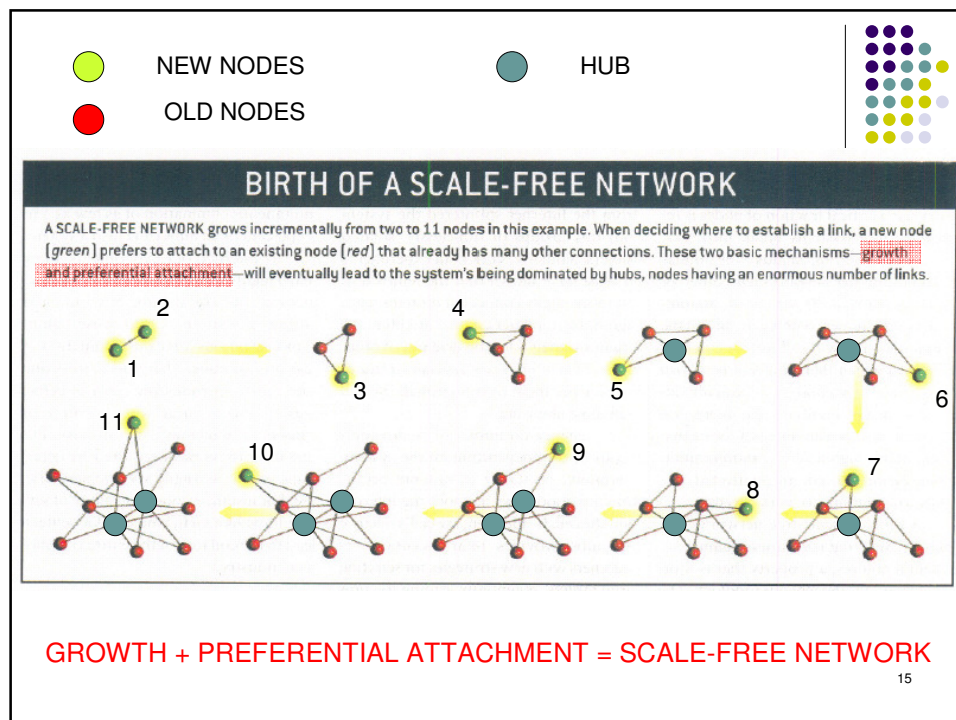 NEW NODES
HUB
OLD NODES
BIRTH OF A SCALE-FREE NETWORK
A SCALE-FREE NETWORK grows incrementally from two to 11 nodes in this example. When deciding where to establish a link, a new node
(green) prefers to attach to an existing node (red) that already has many other connections. These two basic mechanisms—growth
and preferential attachment—will eventually lead to the system's being dominated by hubs, nodes having an enormous number of links.
2
1
3
4
5
6
11
10
9
8
7
GROWTH + PREFERENTIAL ATTACHMENT = SCALE-FREE NETWORK
15